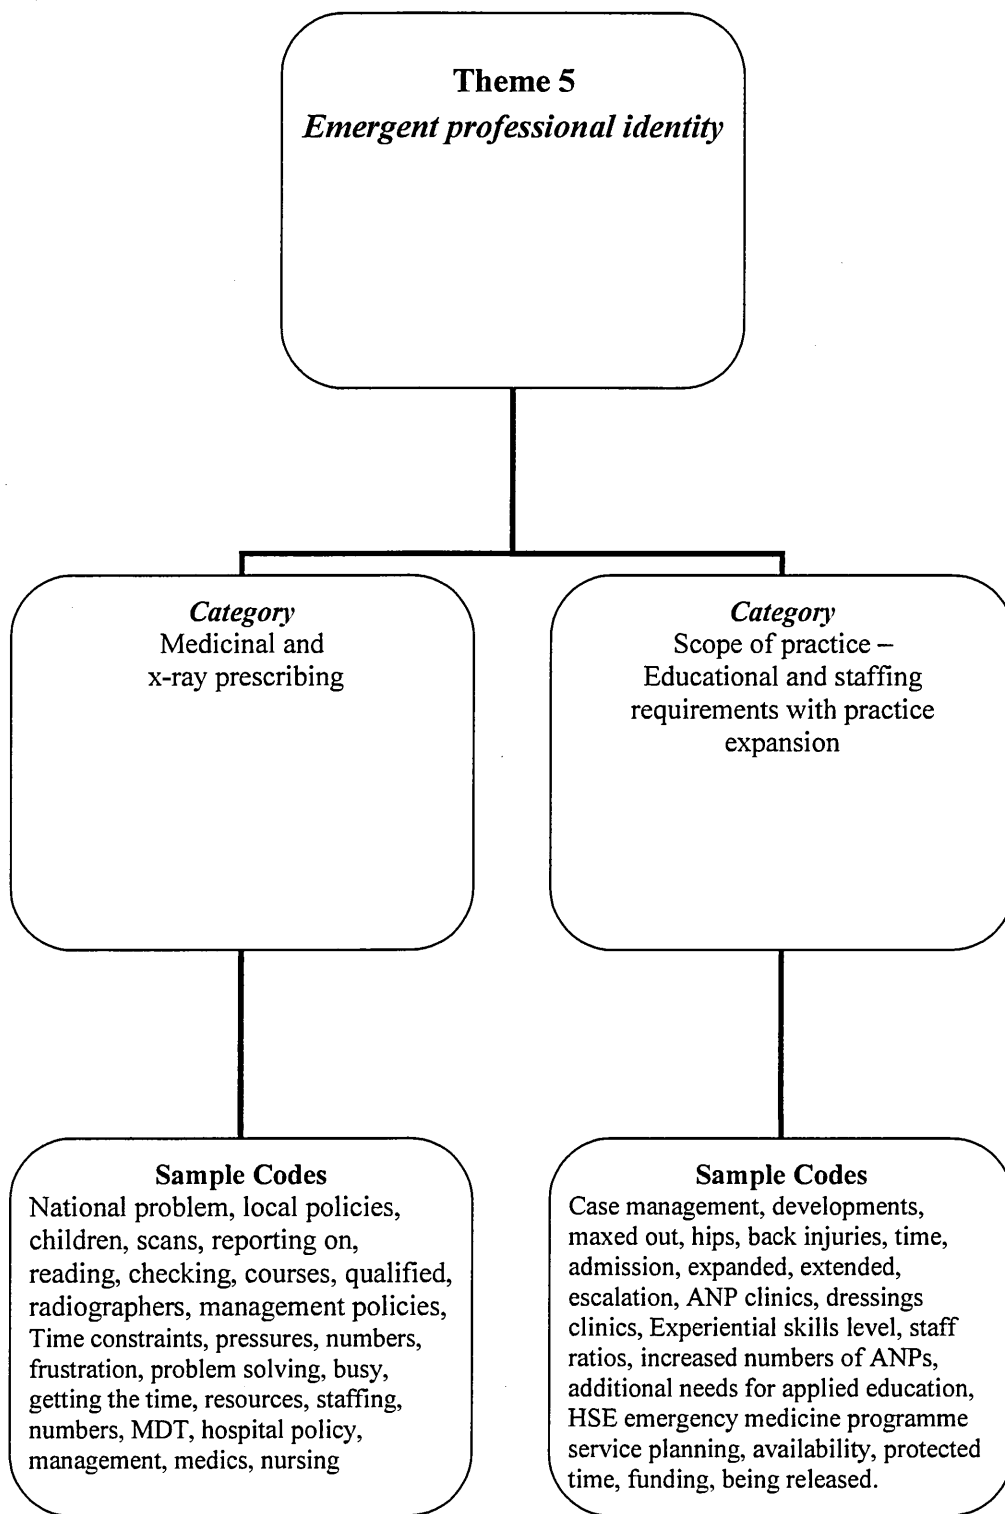 Theme 5
Emergent professional identity
Category
Medicinal and
x-ray prescribing
Category
Scope of practice –
Educational and staffing
requirements with practice
expansion
Sample Codes
National problem, local policies,
children, scans, reporting on,
reading, checking, courses, qualified,
radiographers, management policies,
Time constraints, pressures, numbers,
frustration, problem solving, busy,
getting the time, resources, staffing,
numbers, MDT, hospital policy,
management, medics, nursing
Sample Codes
Case management, developments,
maxed out, hips, back injuries, time,
admission, expanded, extended,
escalation, ANP clinics, dressings
clinics, Experiential skills level, staff
ratios, increased numbers of ANPs,
additional needs for applied education,
HSE emergency medicine programme
service planning, availability, protected
time, funding, being released.